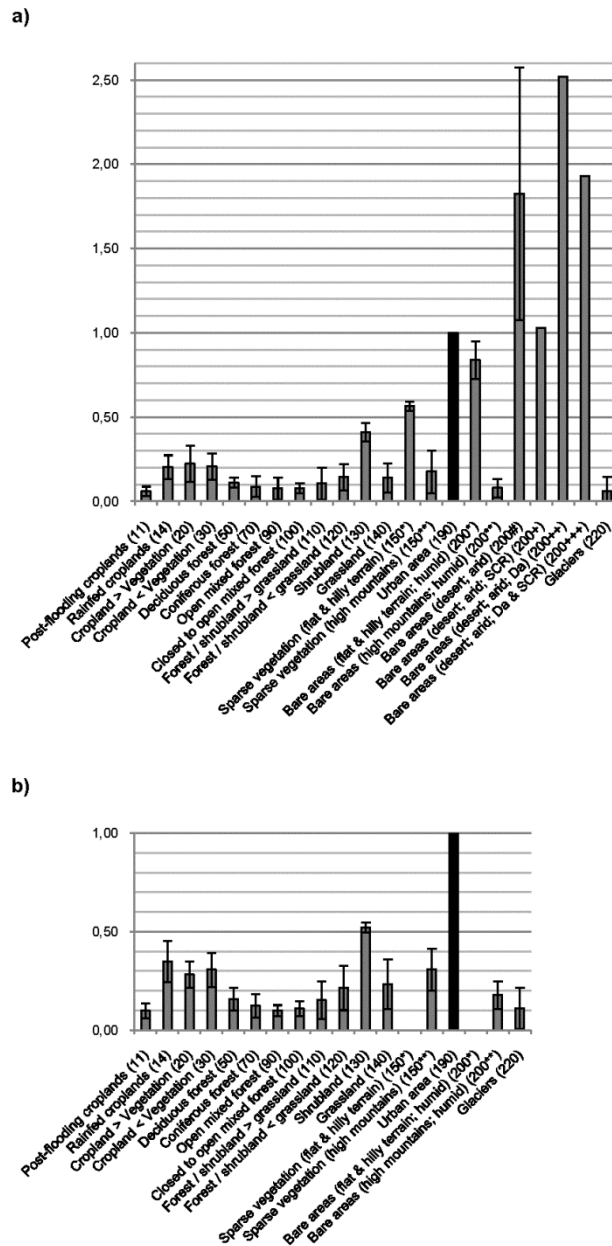 a)
2,50
2,00
1,50
1,00
0,50
0,00
Post-flooding croplands (11)
Rainfed croplands (14)
Cropland > Vegetation (20)
Cropland < Vegetation (30)
Deciduous forest (50)
Coniferous forest (70)
Open mixed forest (90)
Closed to open mixed forest (100)
Forest / shrubland > grassland (110)
Forest / shrubland < grassland (120)
Shrubland (130)
Grassland (140)
Sparse vegetation (flat & hilly terrain) (150*)
Sparse vegetation (high mountains) (150**)
Urban area (190)
Bare areas (flat & hilly terrain; humid) (200*)
Bare areas (high mountains; humid) (200**)
Bare areas (desert; arid) (200#)
Bare areas (desert; arid; SCR) (200+)
Bare areas (desert; arid; Da) (200++)
Bare areas (desert; arid; Da & SCR) (200+++)
Glaciers (220)
b)
1,00
0,50
0,00
Post-flooding croplands (11)
Rainfed croplands (14)
Cropland > Vegetation (20)
Cropland < Vegetation (30)
Deciduous forest (50)
Coniferous forest (70)
Open mixed forest (90)
Closed to open mixed forest (100)
Forest / shrubland > grassland (110)
Forest / shrubland < grassland (120)
Shrubland (130)
Grassland (140)
Sparse vegetation (flat & hilly terrain) (150*)
Sparse vegetation (high mountains) (150**)
Urban area (190)
Bare areas (flat & hilly terrain; humid) (200*)
Bare areas (high mountains; humid) (200**)
Glaciers (220)